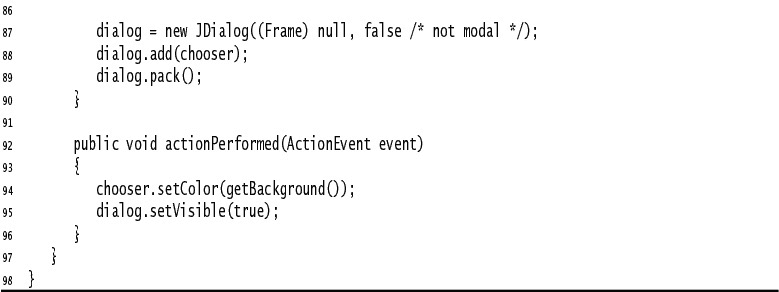 86
87 dialog = new JDialog((Frame) null, false /* not modal */);
88 dialog.add(chooser);
89 dialog.pack();
90 }
91
92 public void actionPerformed(ActionEvent event)
93 {
94 chooser.setColor(getBackground());
95 dialog.setVisible(true);
96 }
97 }
98 }